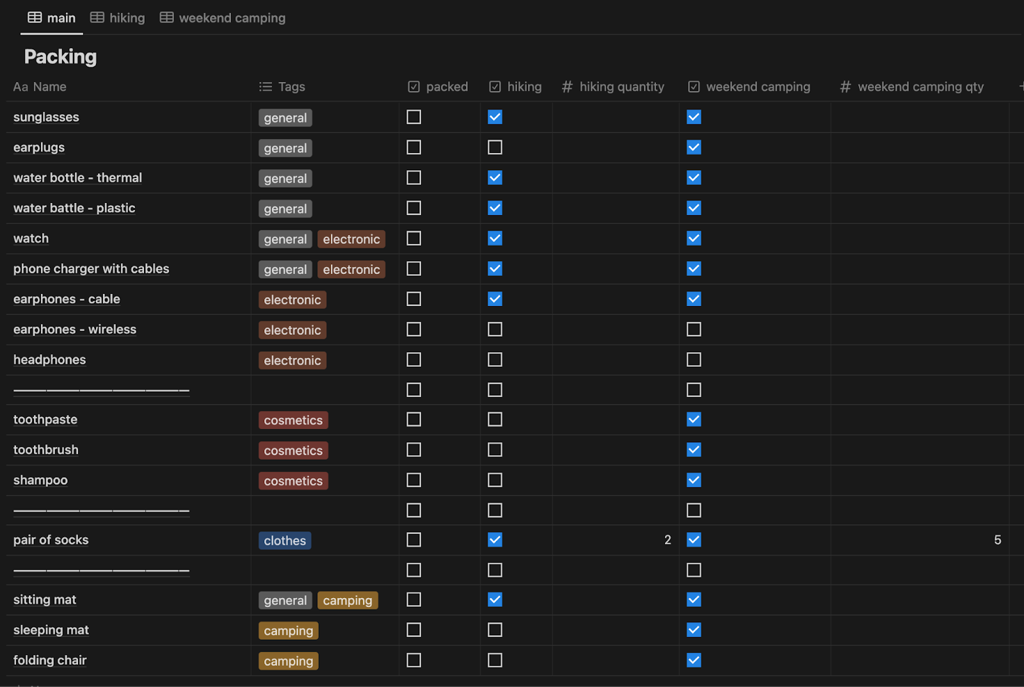 main hiking weekend camping
Packing
Aa Name Tags packed hiking # hiking quantity weekend camping # weekend camping qty +
sunglasses general
earplugs general
water bottle - thermal general
water battle - plastic general
watch general electronic
phone charger with cables general electronic
earphones - cable electronic
earphones - wireless electronic
headphones electronic
————————————————
toothpaste cosmetics
toothbrush cosmetics
shampoo cosmetics
————————————————
pair of socks clothes 2 5
————————————————
sitting mat general camping
sleeping mat camping
folding chair camping